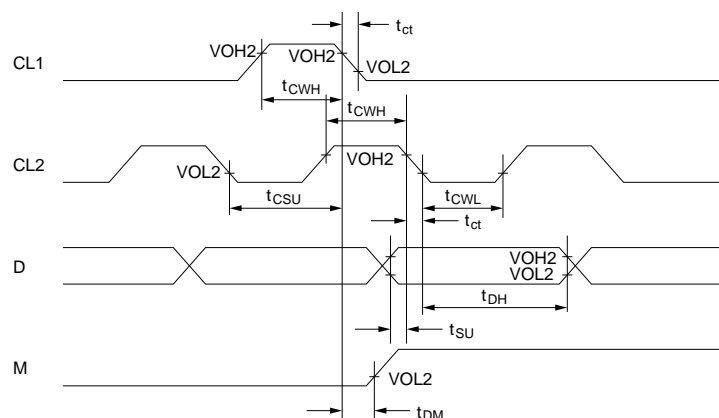 tct
VOH2
VOH2
CL1
VOL2
tCWH
tCWH
CL2
VOL2
VOH2
tCSU
tCWL
tct
D
VOH2
VOL2
tDH
tSU
M
VOL2
tDM